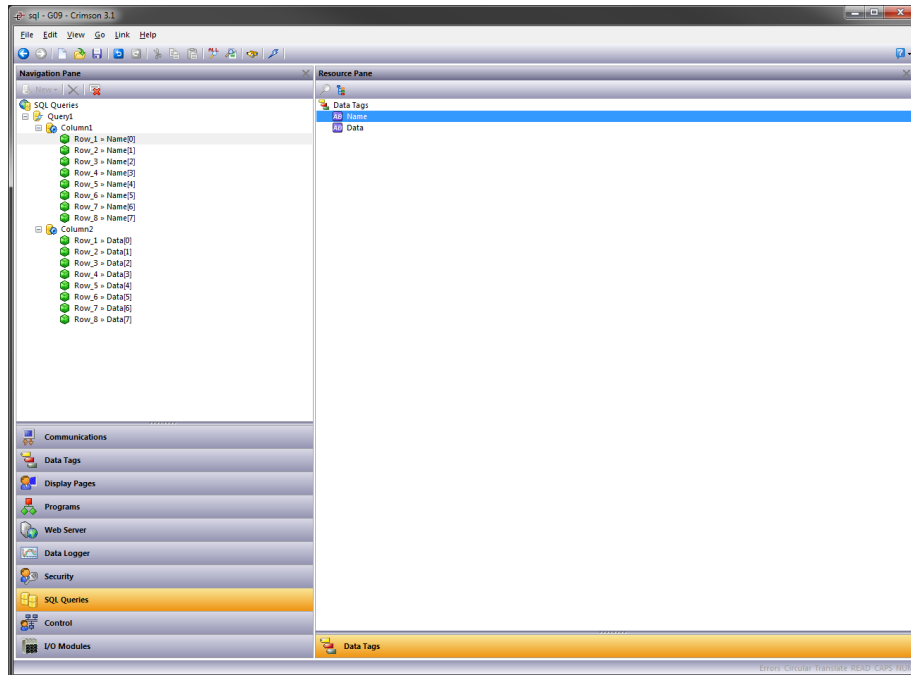 sql - G09 - Crimson 3.1
File Edit View Go Link Help
Navigation Pane
Resource Pane
New
SQL Queries
Query1
Column1
Row_1 » Name[0]
Row_2 » Name[1]
Row_3 » Name[2]
Row_4 » Name[3]
Row_5 » Name[4]
Row_6 » Name[5]
Row_7 » Name[6]
Row_8 » Name[7]
Column2
Row_1 » Data[0]
Row_2 » Data[1]
Row_3 » Data[2]
Row_4 » Data[3]
Row_5 » Data[4]
Row_6 » Data[5]
Row_7 » Data[6]
Row_8 » Data[7]
Data Tags
AB Name
AB Data
Communications
Data Tags
Display Pages
Programs
Web Server
Data Logger
Security
SQL Queries
Control
I/O Modules
Data Tags
Errors Circular Translate READ CAPS NUM